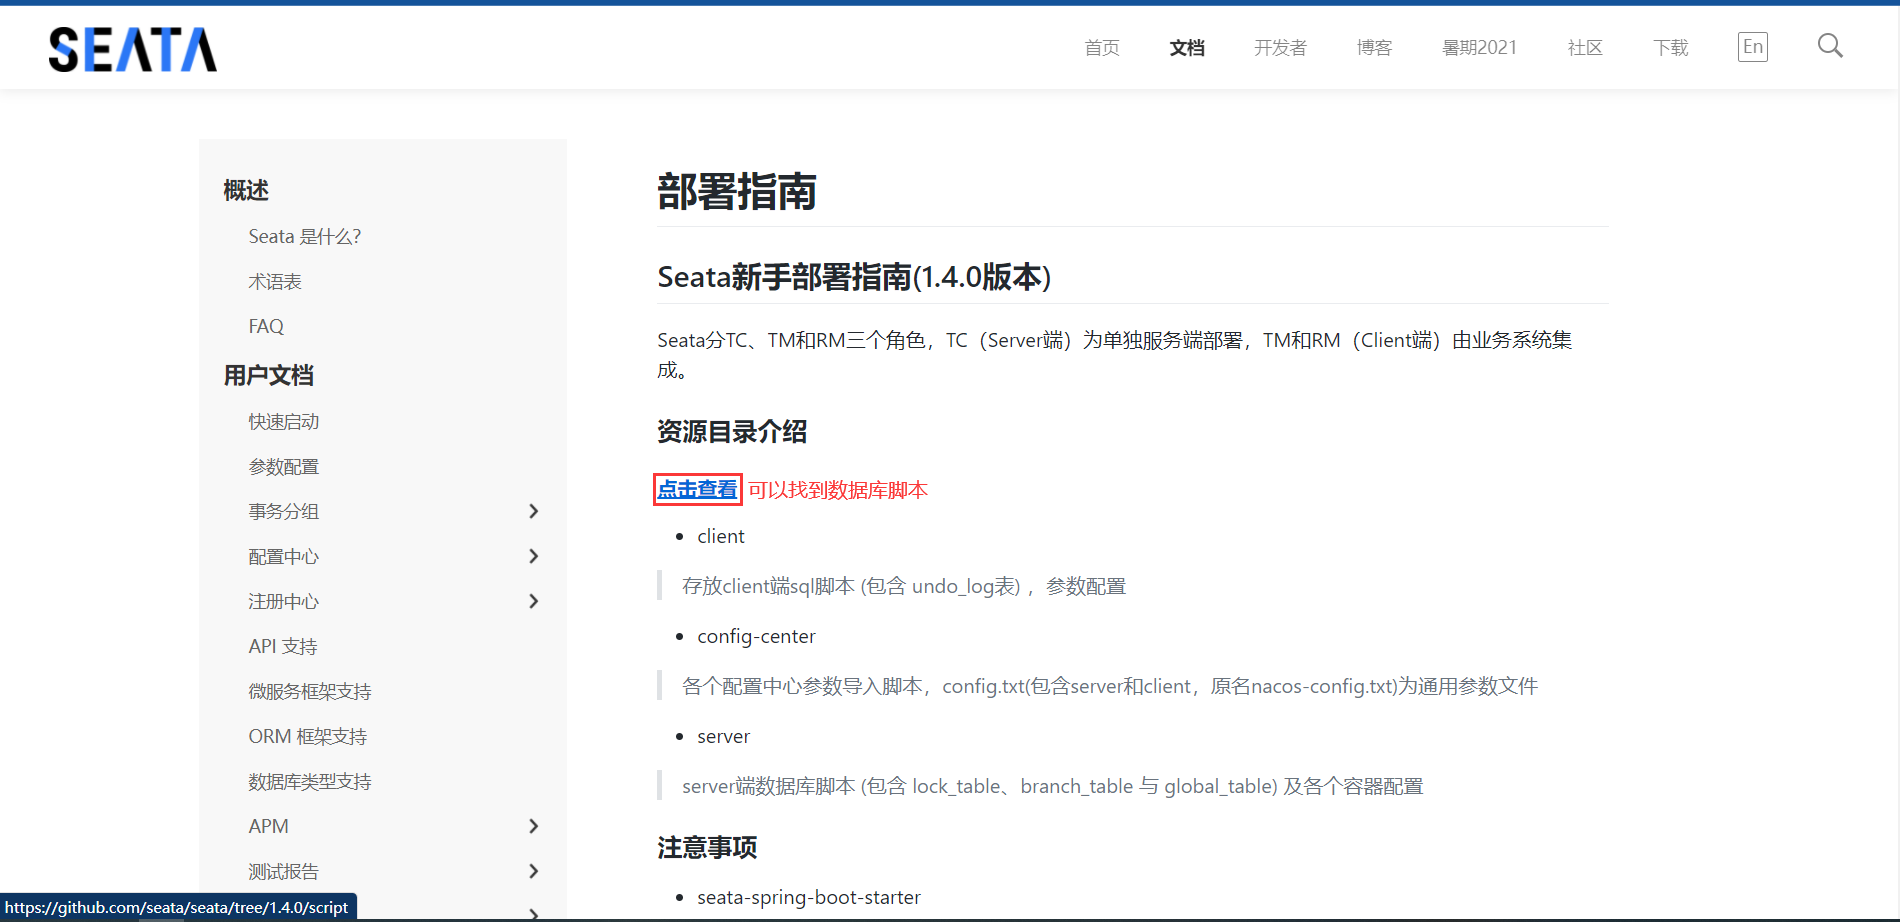 SEATA
首页
文档
开发者
博客
暑期2021
社区
下载
En
概述
Seata 是什么?
术语表
FAQ
用户文档
快速启动
参数配置
事务分组
配置中心
注册中心
API 支持
微服务框架支持
ORM 框架支持
数据库类型支持
APM
测试报告
部署指南
Seata新手部署指南(1.4.0版本)
Seata分TC、TM和RM三个角色，TC（Server端）为单独服务端部署，TM和RM（Client端）由业务系统集
成。
资源目录介绍
点击查看 可以找到数据库脚本
client
存放client端sql脚本 (包含 undo_log表) ，参数配置
config-center
各个配置中心参数导入脚本，config.txt(包含server和client，原名nacos-config.txt)为通用参数文件
server
server端数据库脚本 (包含 lock_table、branch_table 与 global_table) 及各个容器配置
注意事项
seata-spring-boot-starter
https://github.com/seata/seata/tree/1.4.0/script